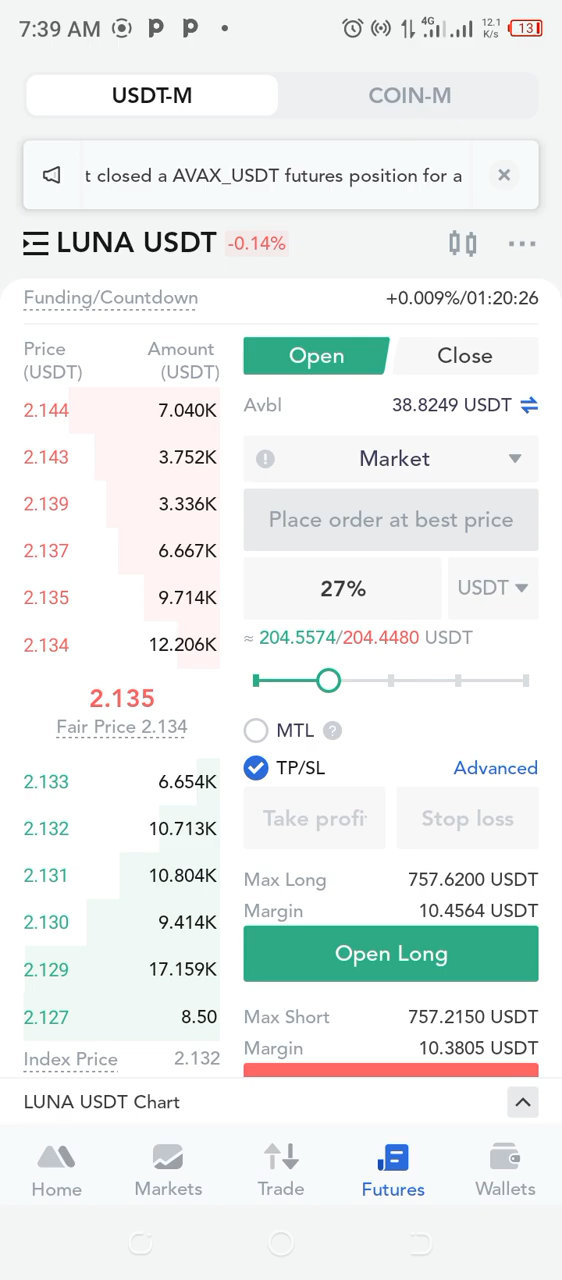 7:39 AM P P 4G 12.1 K/s 13
USDT-M COIN-M
t closed a AVAX_USDT futures position for a
LUNA USDT -0.14%
Funding/Countdown +0.009%/01:20:26
Price (USDT) Amount (USDT)
2.144 7.040K
2.143 3.752K
2.139 3.336K
2.137 6.667K
2.135 9.714K
2.134 12.206K
2.135
Fair Price 2.134
2.133 6.654K
2.132 10.713K
2.131 10.804K
2.130 9.414K
2.129 17.159K
2.127 8.50
Index Price 2.132
Open Close
Avbl 38.8249 USDT
Market
Place order at best price
27% USDT
≈ 204.5574/204.4480 USDT
MTL ?
TP/SL Advanced
Take profi Stop loss
Max Long 757.6200 USDT
Margin 10.4564 USDT
Open Long
Max Short 757.2150 USDT
Margin 10.3805 USDT
LUNA USDT Chart
Home Markets Trade Futures Wallets